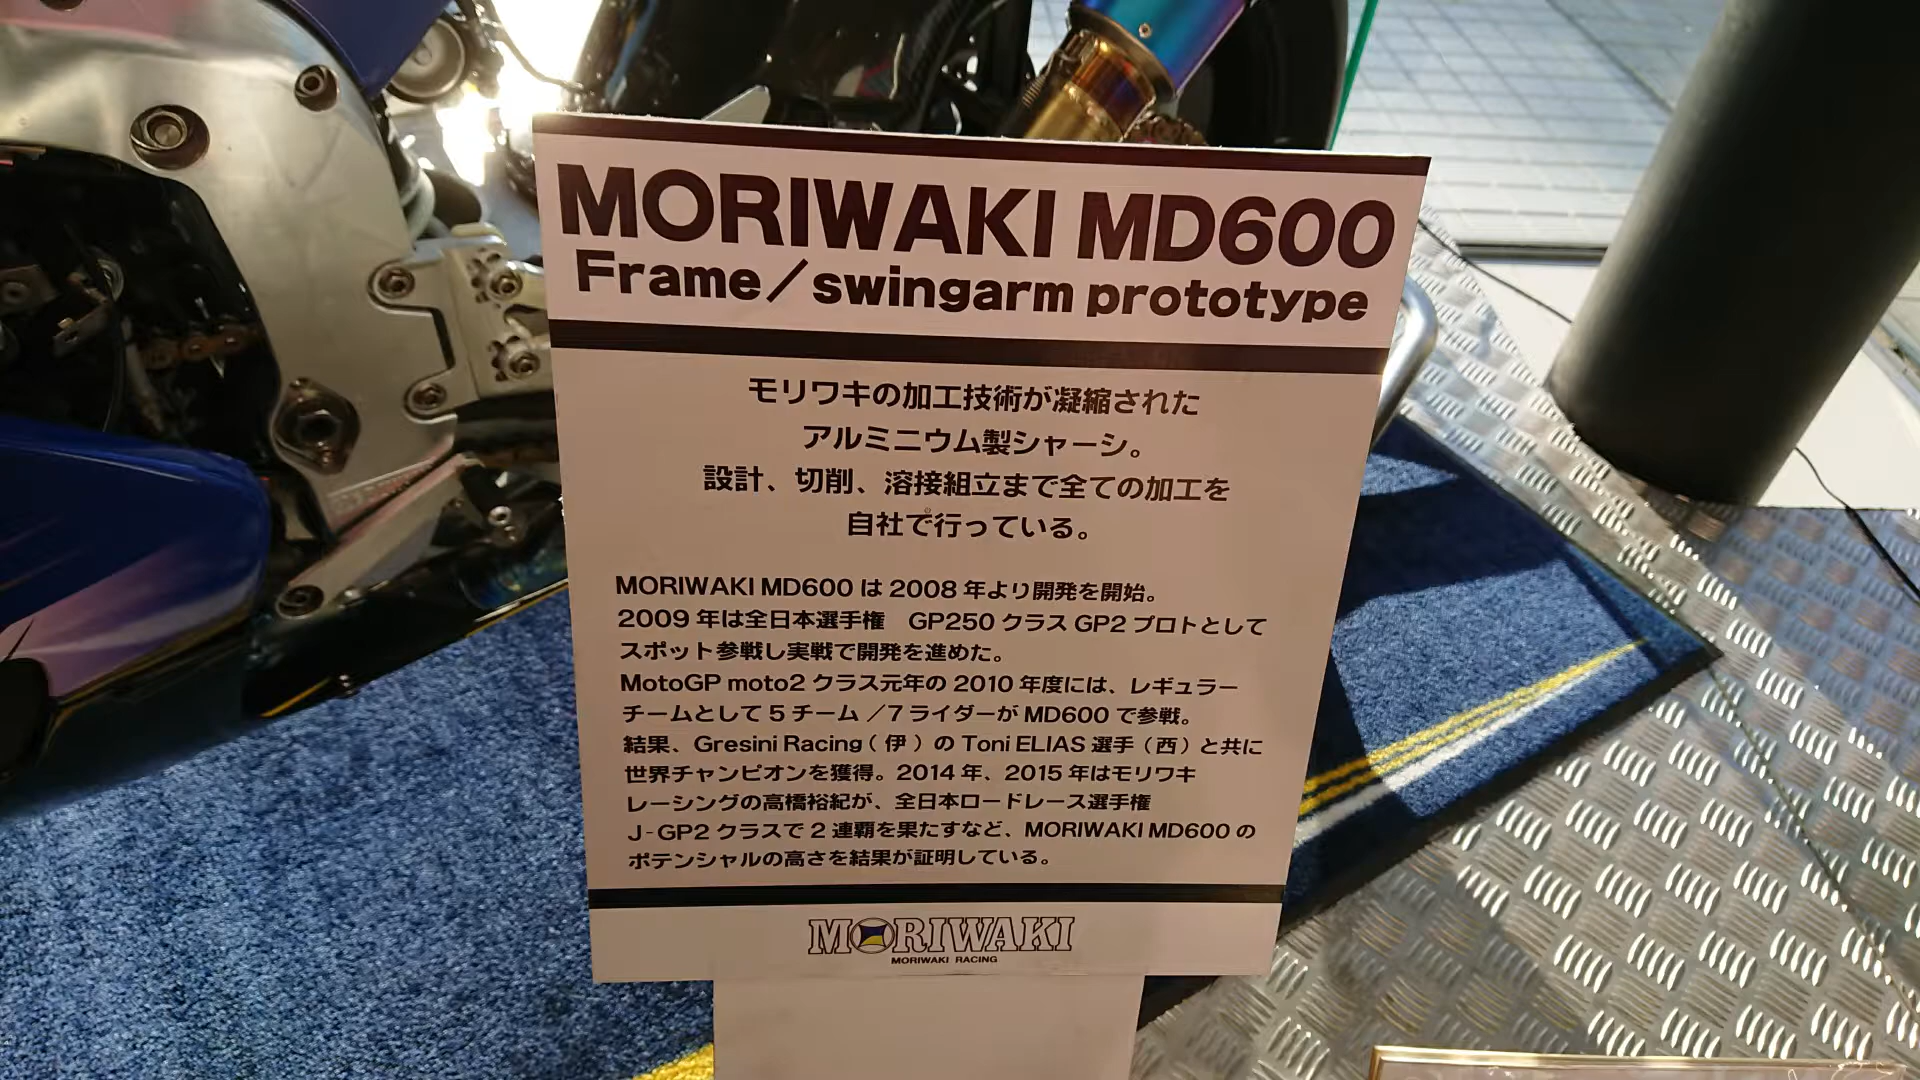 MORIWAKI MD600
Frame／swingarm prototype
モリワキの加工技術が凝縮された
アルミニウム製シャーシ。
設計、切削、溶接組立まで全ての加工を
自社で行っている。
MORIWAKI MD600 は 2008 年より開発を開始。
2009 年は全日本選手権　GP250 クラス GP2 プロトとして
スポット参戦し実戦で開発を進めた。
MotoGP moto2 クラス元年の 2010 年度には、レギュラー
チームとして 5 チーム ／7 ライダーが MD600 で参戦。
結果、Gresini Racing（ 伊 ）の Toni ELIAS 選手（ 西 ）と共に
世界チャンピオンを獲得。2014 年、2015 年はモリワキ
レーシングの高橋裕紀が、全日本ロードレース選手権
J-GP2 クラスで 2 連覇を果たすなど、MORIWAKI MD600 の
ポテンシャルの高さを結果が証明している。
MORIWAKI
MORIWAKI RACING